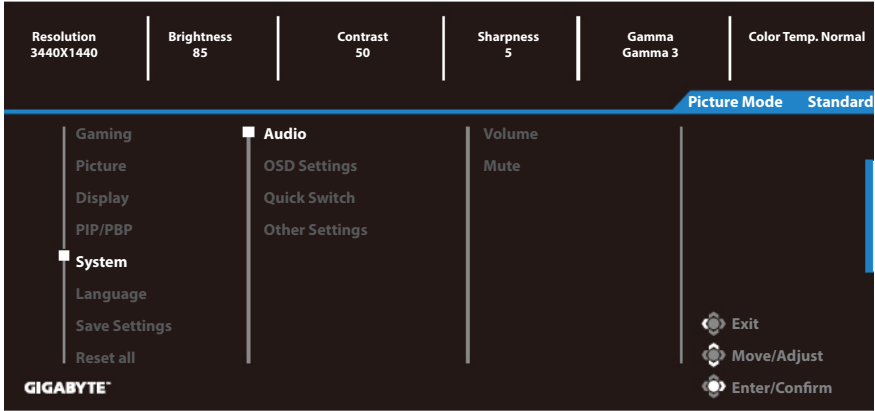 Resolution Brightness Contrast Sharpness Gamma Color Temp. Normal
3440X1440 85 50 5 Gamma 3
Picture Mode Standard
Gaming Audio Volume
Picture OSD Settings Mute
Display Quick Switch
PIP/PBP Other Settings
System
Language
Save Settings Exit
Reset all Move/Adjust
GIGABYTE™ Enter/Confirm